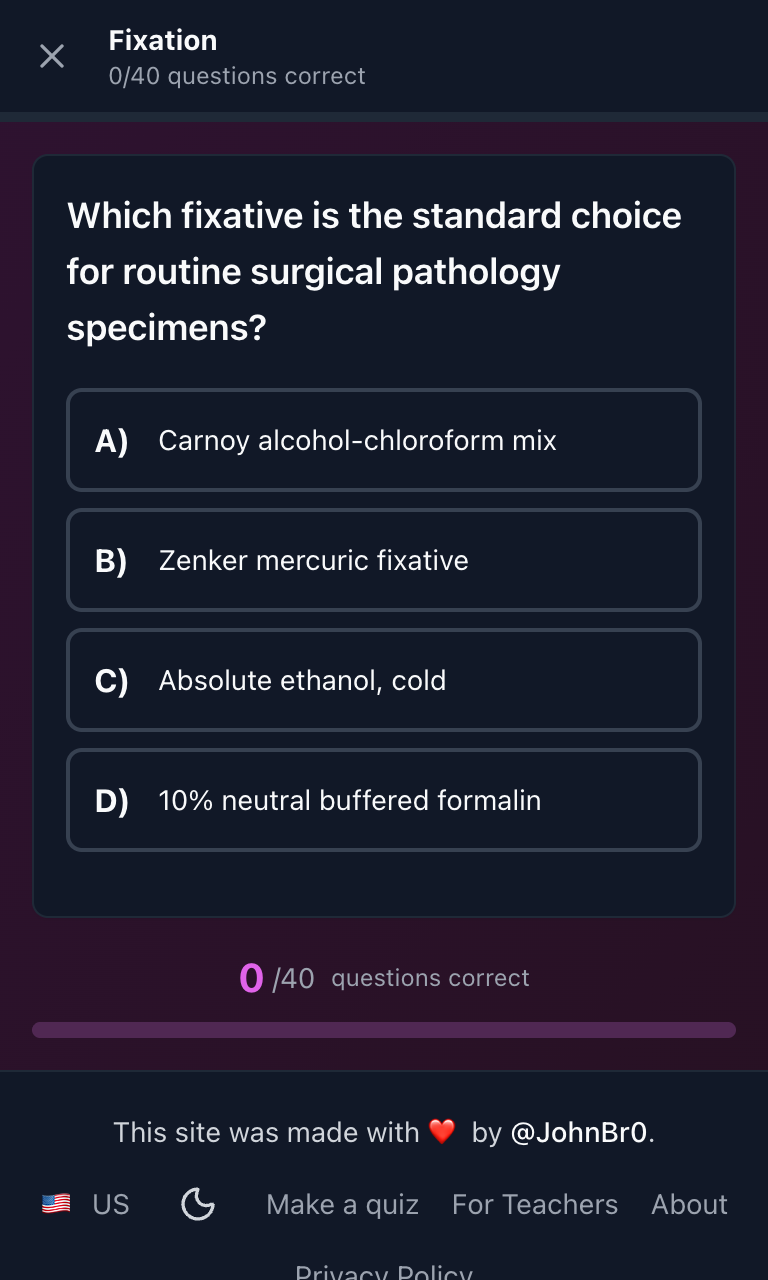 Fixation
0/40 questions correct
Which fixative is the standard choice
for routine surgical pathology
specimens?
A) Carnoy alcohol-chloroform mix
B) Zenker mercuric fixative
C) Absolute ethanol, cold
D) 10% neutral buffered formalin
0 /40 questions correct
This site was made with ❤️ by @JohnBr0.
🇺🇸 US Make a quiz For Teachers About
Privacy Policy